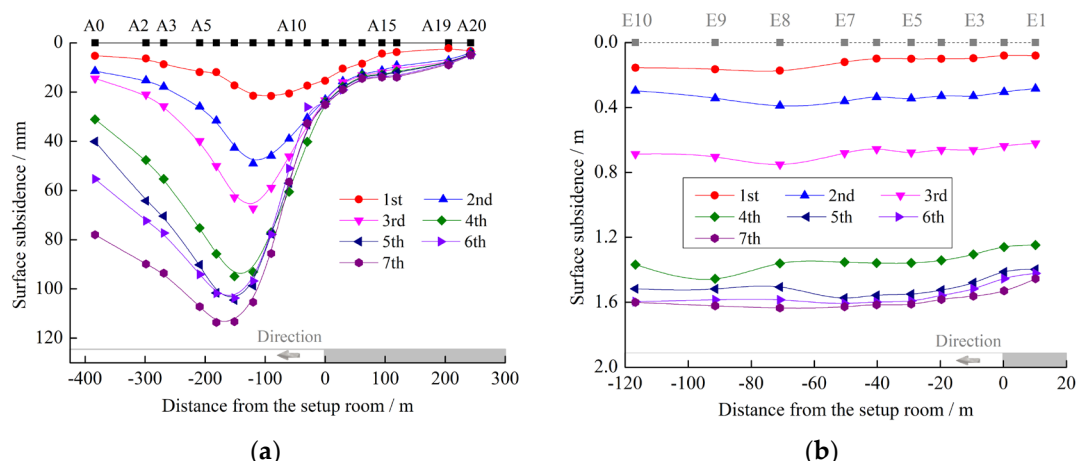 A0 A2 A3 A5 A10 A15 A19 A20
0
20
40
60
80
100
120
Surface subsidence / mm
1st 2nd
3rd 4th
5th 6th
7th
Direction
-400 -300 -200 -100 0 100 200 300
Distance from the setup room / m
(a)
E10 E9 E8 E7 E5 E3 E1
0.0
0.4
0.8
1.2
1.6
2.0
Surface subsidence / m
1st 2nd 3rd
4th 5th 6th
7th
Direction
-120 -100 -80 -60 -40 -20 0 20
Distance from the setup room / m
(b)